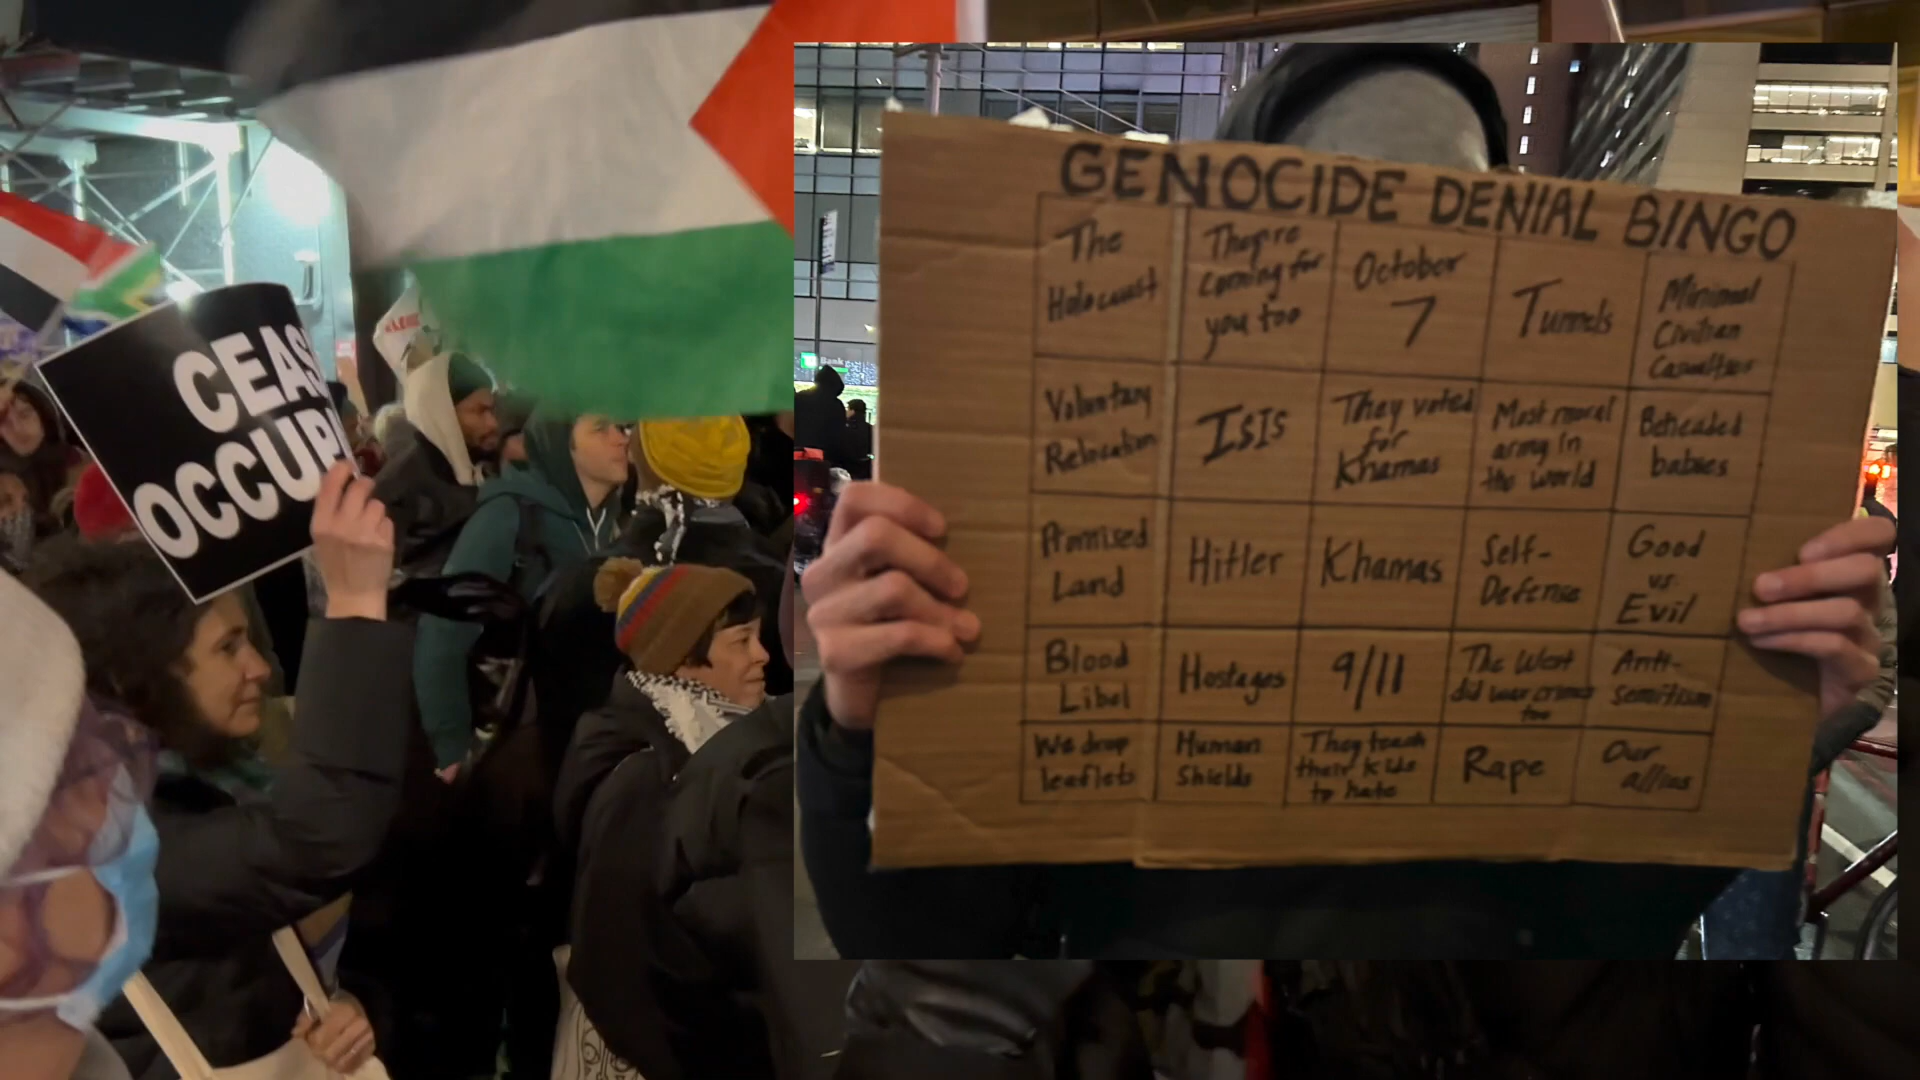 CEAS
OCCUP
Bank
GENOCIDE DENIAL BINGO
The
Holocaust
They're
coming for
you too
October
7
Tunnels
Minimal
Civilian
Casualties
Voluntary
Relocation
ISIS
They voted
for
Khamas
Most moral
army in
the world
Beheaded
babies
Promised
Land
Hitler
Khamas
Self-
Defense
Good
vs.
Evil
Blood
Libel
Hostages
9/11
The West
did war crimes
too
Anti-
semitism
We drop
leaflets
Human
Shields
They teach
their kids
to hate
Rape
Our
allies